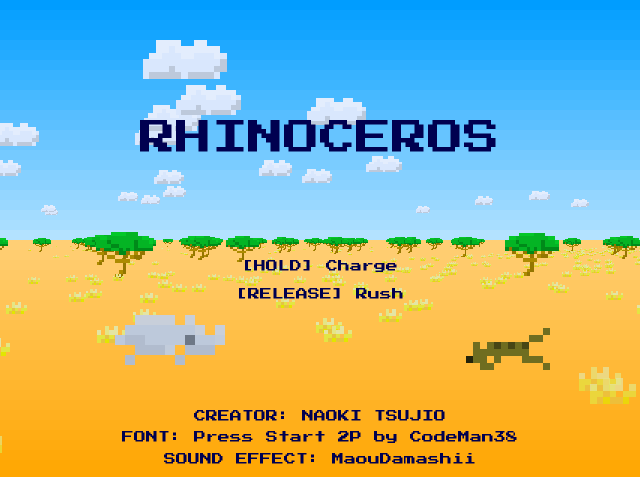 RHINOCEROS
[HOLD] Charge
[RELEASE] Rush
CREATOR: NAOKI TSUJIO
FONT: Press Start 2P by CodeMan38
SOUND EFFECT: MaouDamashii